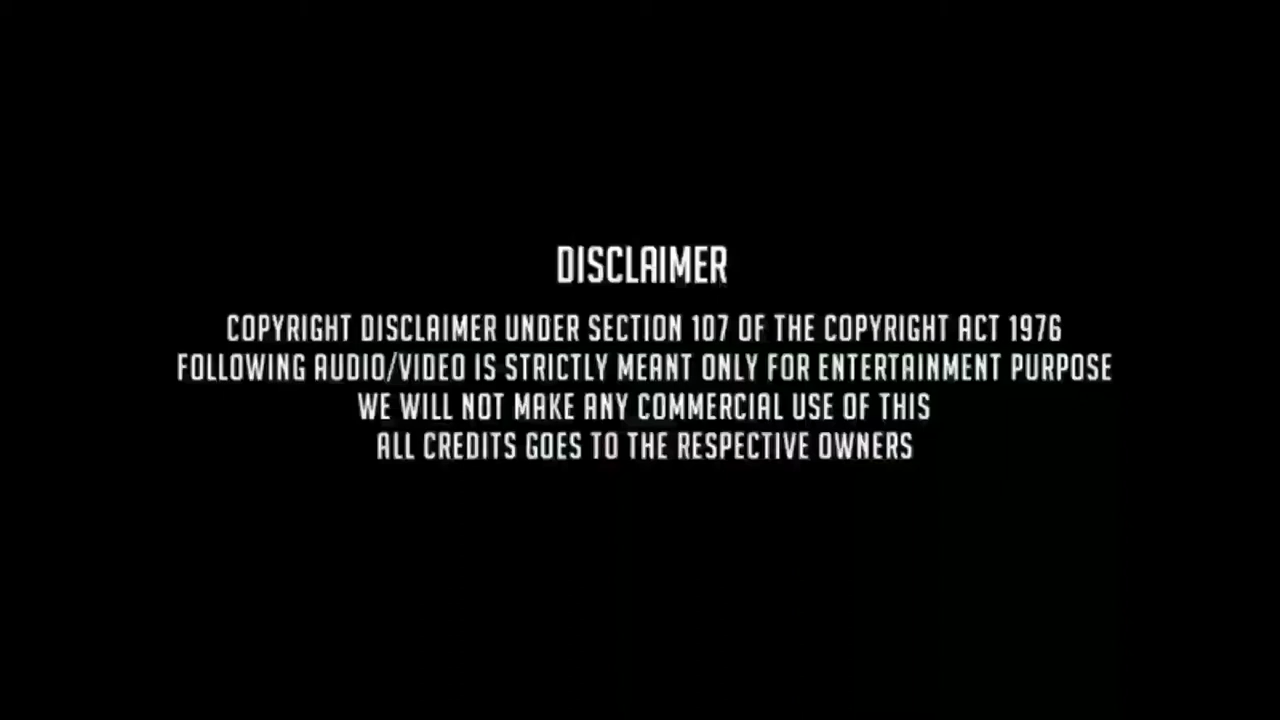 DISCLAIMER
COPYRIGHT DISCLAIMER UNDER SECTION 107 OF THE COPYRIGHT ACT 1976
FOLLOWING AUDIO/VIDEO IS STRICTLY MEANT ONLY FOR ENTERTAINMENT PURPOSE
WE WILL NOT MAKE ANY COMMERCIAL USE OF THIS
ALL CREDITS GOES TO THE RESPECTIVE OWNERS